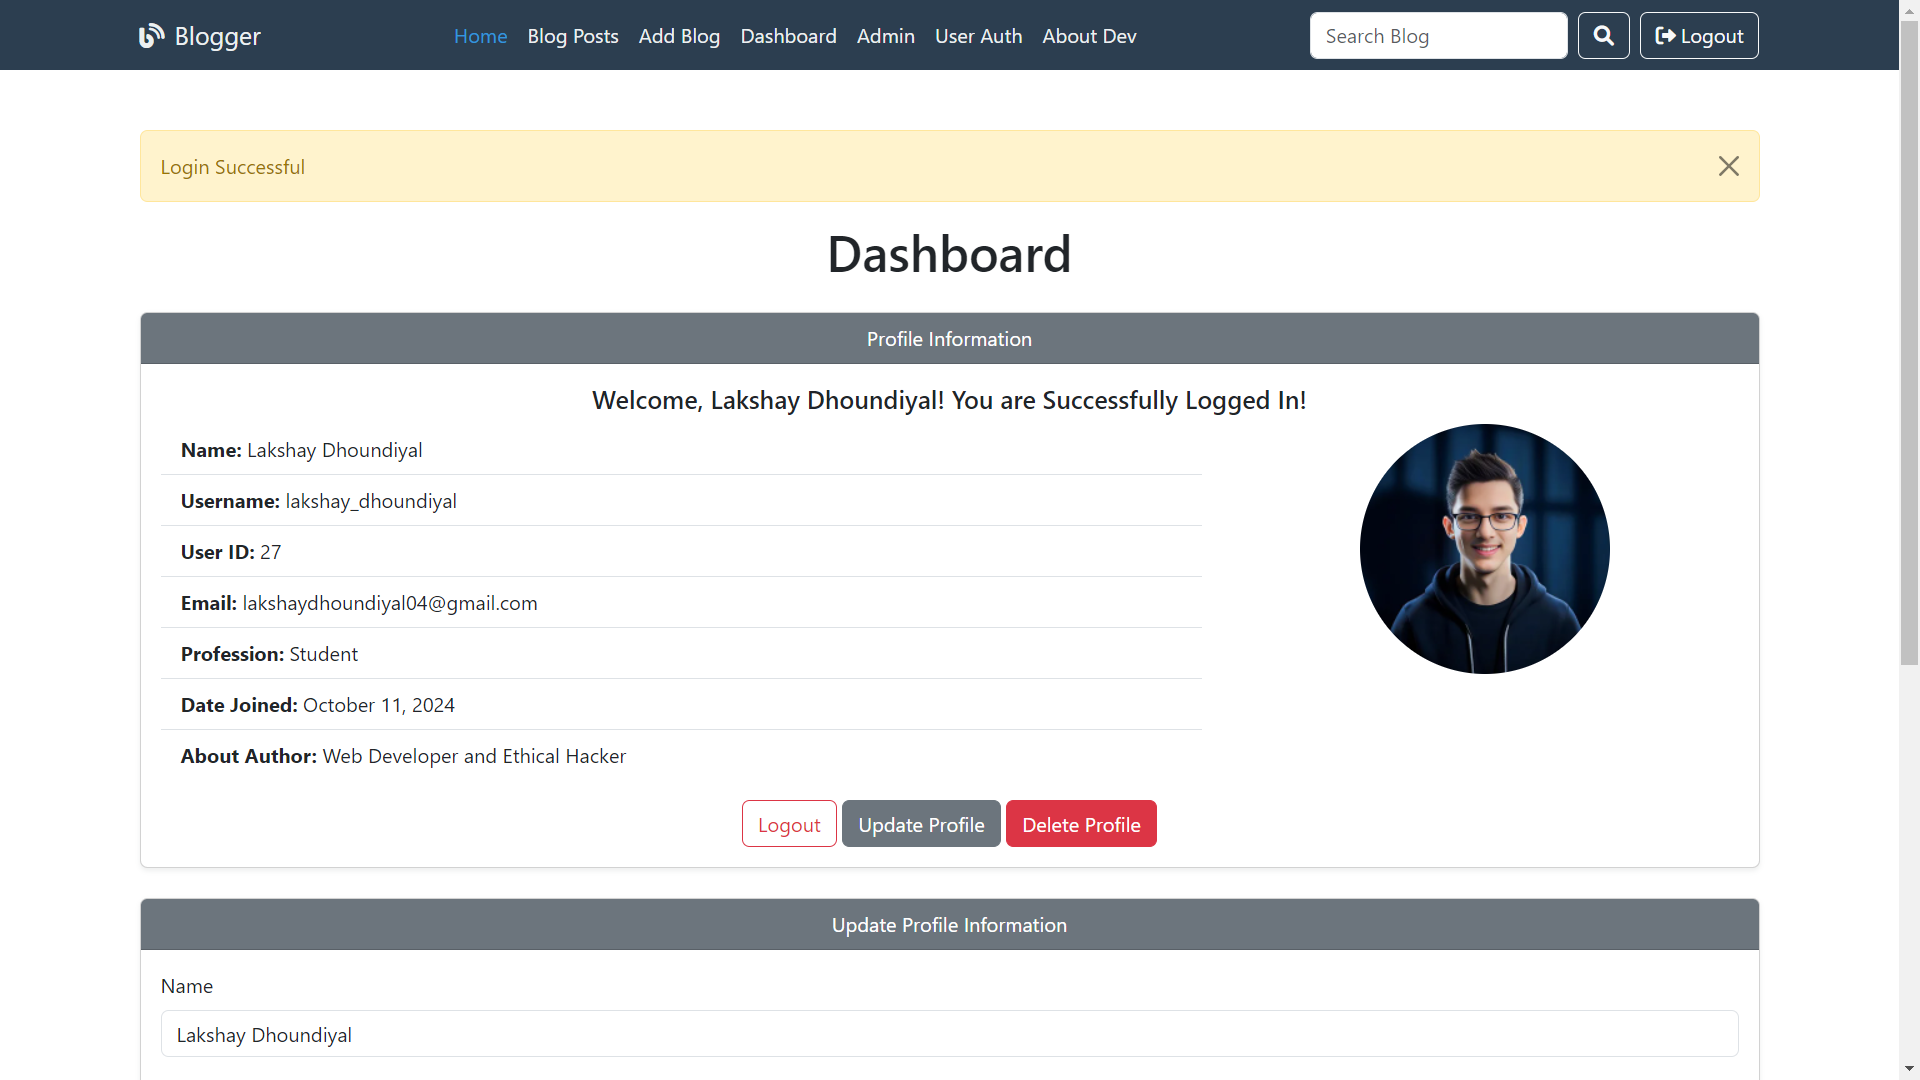 Blogger
Home Blog Posts Add Blog Dashboard Admin User Auth About Dev
Search Blog
Logout
Login Successful
Dashboard
Profile Information
Welcome, Lakshay Dhoundiyal! You are Successfully Logged In!
Name: Lakshay Dhoundiyal
Username: lakshay_dhoundiyal
User ID: 27
Email: lakshaydhoundiyal04@gmail.com
Profession: Student
Date Joined: October 11, 2024
About Author: Web Developer and Ethical Hacker
Logout Update Profile Delete Profile
Update Profile Information
Name
Lakshay Dhoundiyal